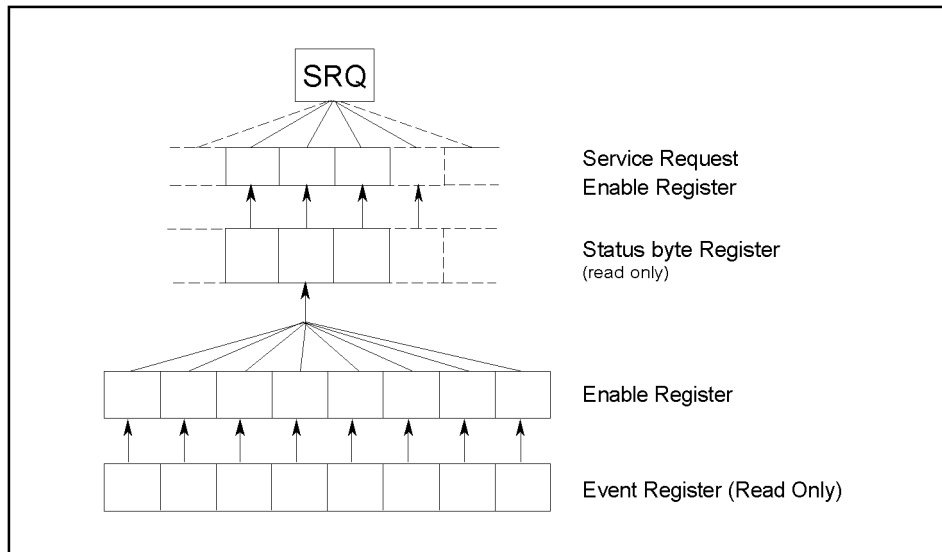 SRQ
Service Request
Enable Register
Status byte Register
(read only)
Enable Register
Event Register (Read Only)